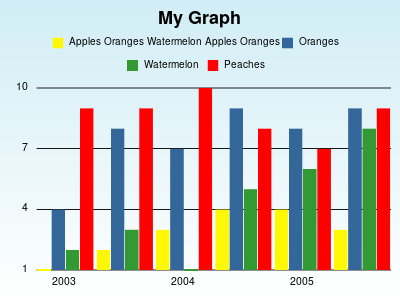 My Graph
Apples Oranges Watermelon Apples Oranges Oranges
Watermelon Peaches
10
7
4
1
2003 2004 2005